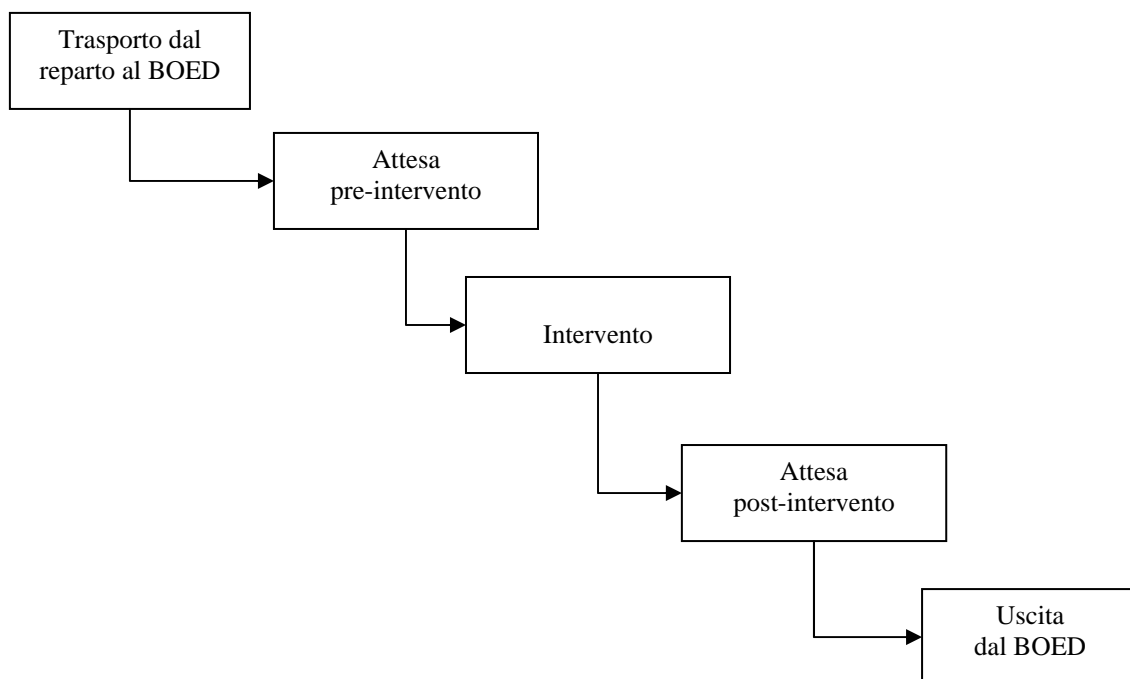 Trasporto dal
reparto al BOED
Attesa
pre-intervento
Intervento
Attesa
post-intervento
Uscita
dal BOED